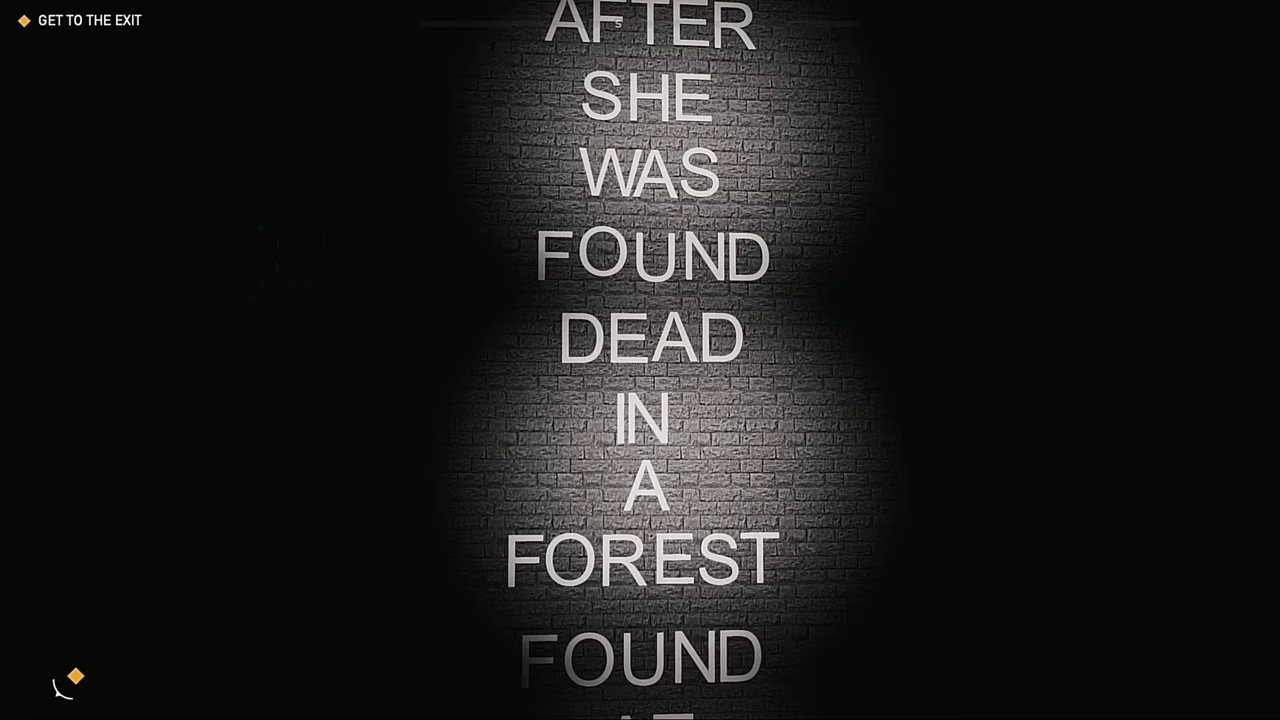 GET TO THE EXIT
AFTER
S
SHE
WAS
FOUND
DEAD
IN
A
FOREST
FOUND